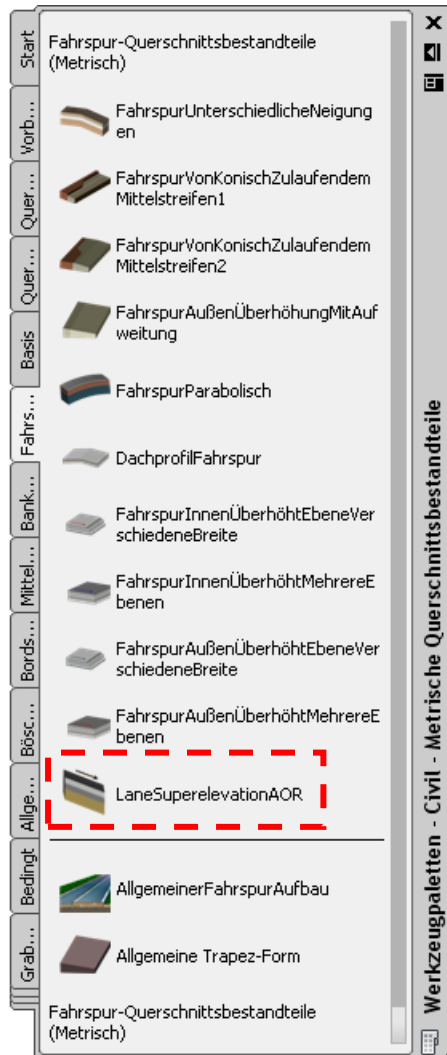 Fahrspur-Querschnittsbestandteile
(Metrisch)
FahrspurUnterschiedlicheNeigung
en
FahrspurVonKonischZulaufendem
Mittelstreifen1
FahrspurVonKonischZulaufendem
Mittelstreifen2
FahrspurAußenÜberhöhungMitAuf
weitung
FahrspurParabolisch
DachprofilFahrspur
FahrspurInnenÜberhöhtEbeneVer
schiedeneBreite
FahrspurInnenÜberhöhtMehrereE
benen
FahrspurAußenÜberhöhtEbeneVer
schiedeneBreite
FahrspurAußenÜberhöhtMehrereE
benen
LaneSuperelevationAOR
AllgemeinerFahrspurAufbau
Allgemeine Trapez-Form
Fahrspur-Querschnittsbestandteile
(Metrisch)
Start
Vorb...
Quer...
Quer...
Basis
Fahrs...
Bank...
Mittel...
Bords...
Bösc...
Allge...
Bedingt
Grab...
Werkzeugpaletten - Civil - Metrische Querschnittsbestandteile